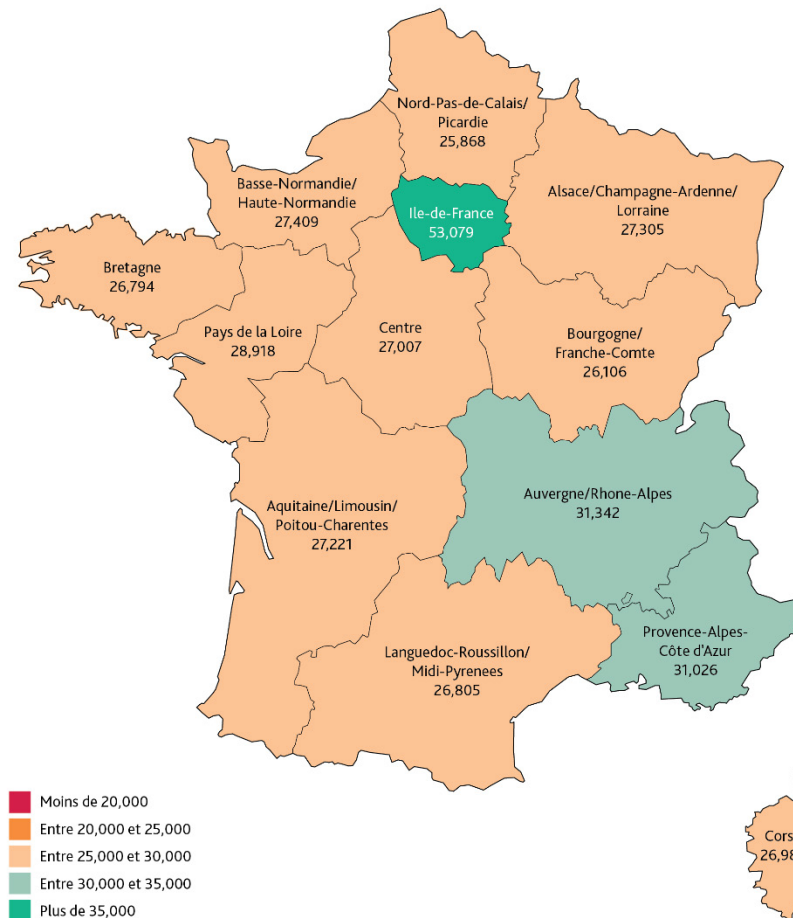 Nord-Pas-de-Calais/
Picardie
25,868
Basse-Normandie/
Haute-Normandie
27,409
Ile-de-France
53,079
Alsace/Champagne-Ardenne/
Lorraine
27,305
Bretagne
26,794
Pays de la Loire
28,918
Centre
27,007
Bourgogne/
Franche-Comte
26,106
Auvergne/Rhone-Alpes
31,342
Aquitaine/Limousin/
Poitou-Charentes
27,221
Provence-Alpes-
Côte d'Azur
31,026
Languedoc-Roussillon/
Midi-Pyrenees
26,805
Moins de 20,000
Entre 20,000 et 25,000
Entre 25,000 et 30,000
Entre 30,000 et 35,000
Plus de 35,000
Cors
26,98